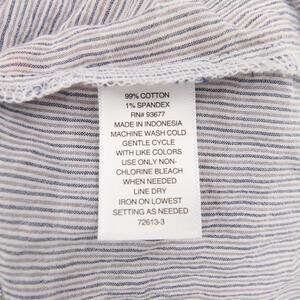 99% COTTON
1% SPANDEX
RN# 93677
MADE IN INDONESIA
MACHINE WASH COLD
GENTLE CYCLE
WITH LIKE COLORS
USE ONLY NON-
CHLORINE BLEACH
WHEN NEEDED
LINE DRY
IRON ON LOWEST
SETTING AS NEEDED
72613-3